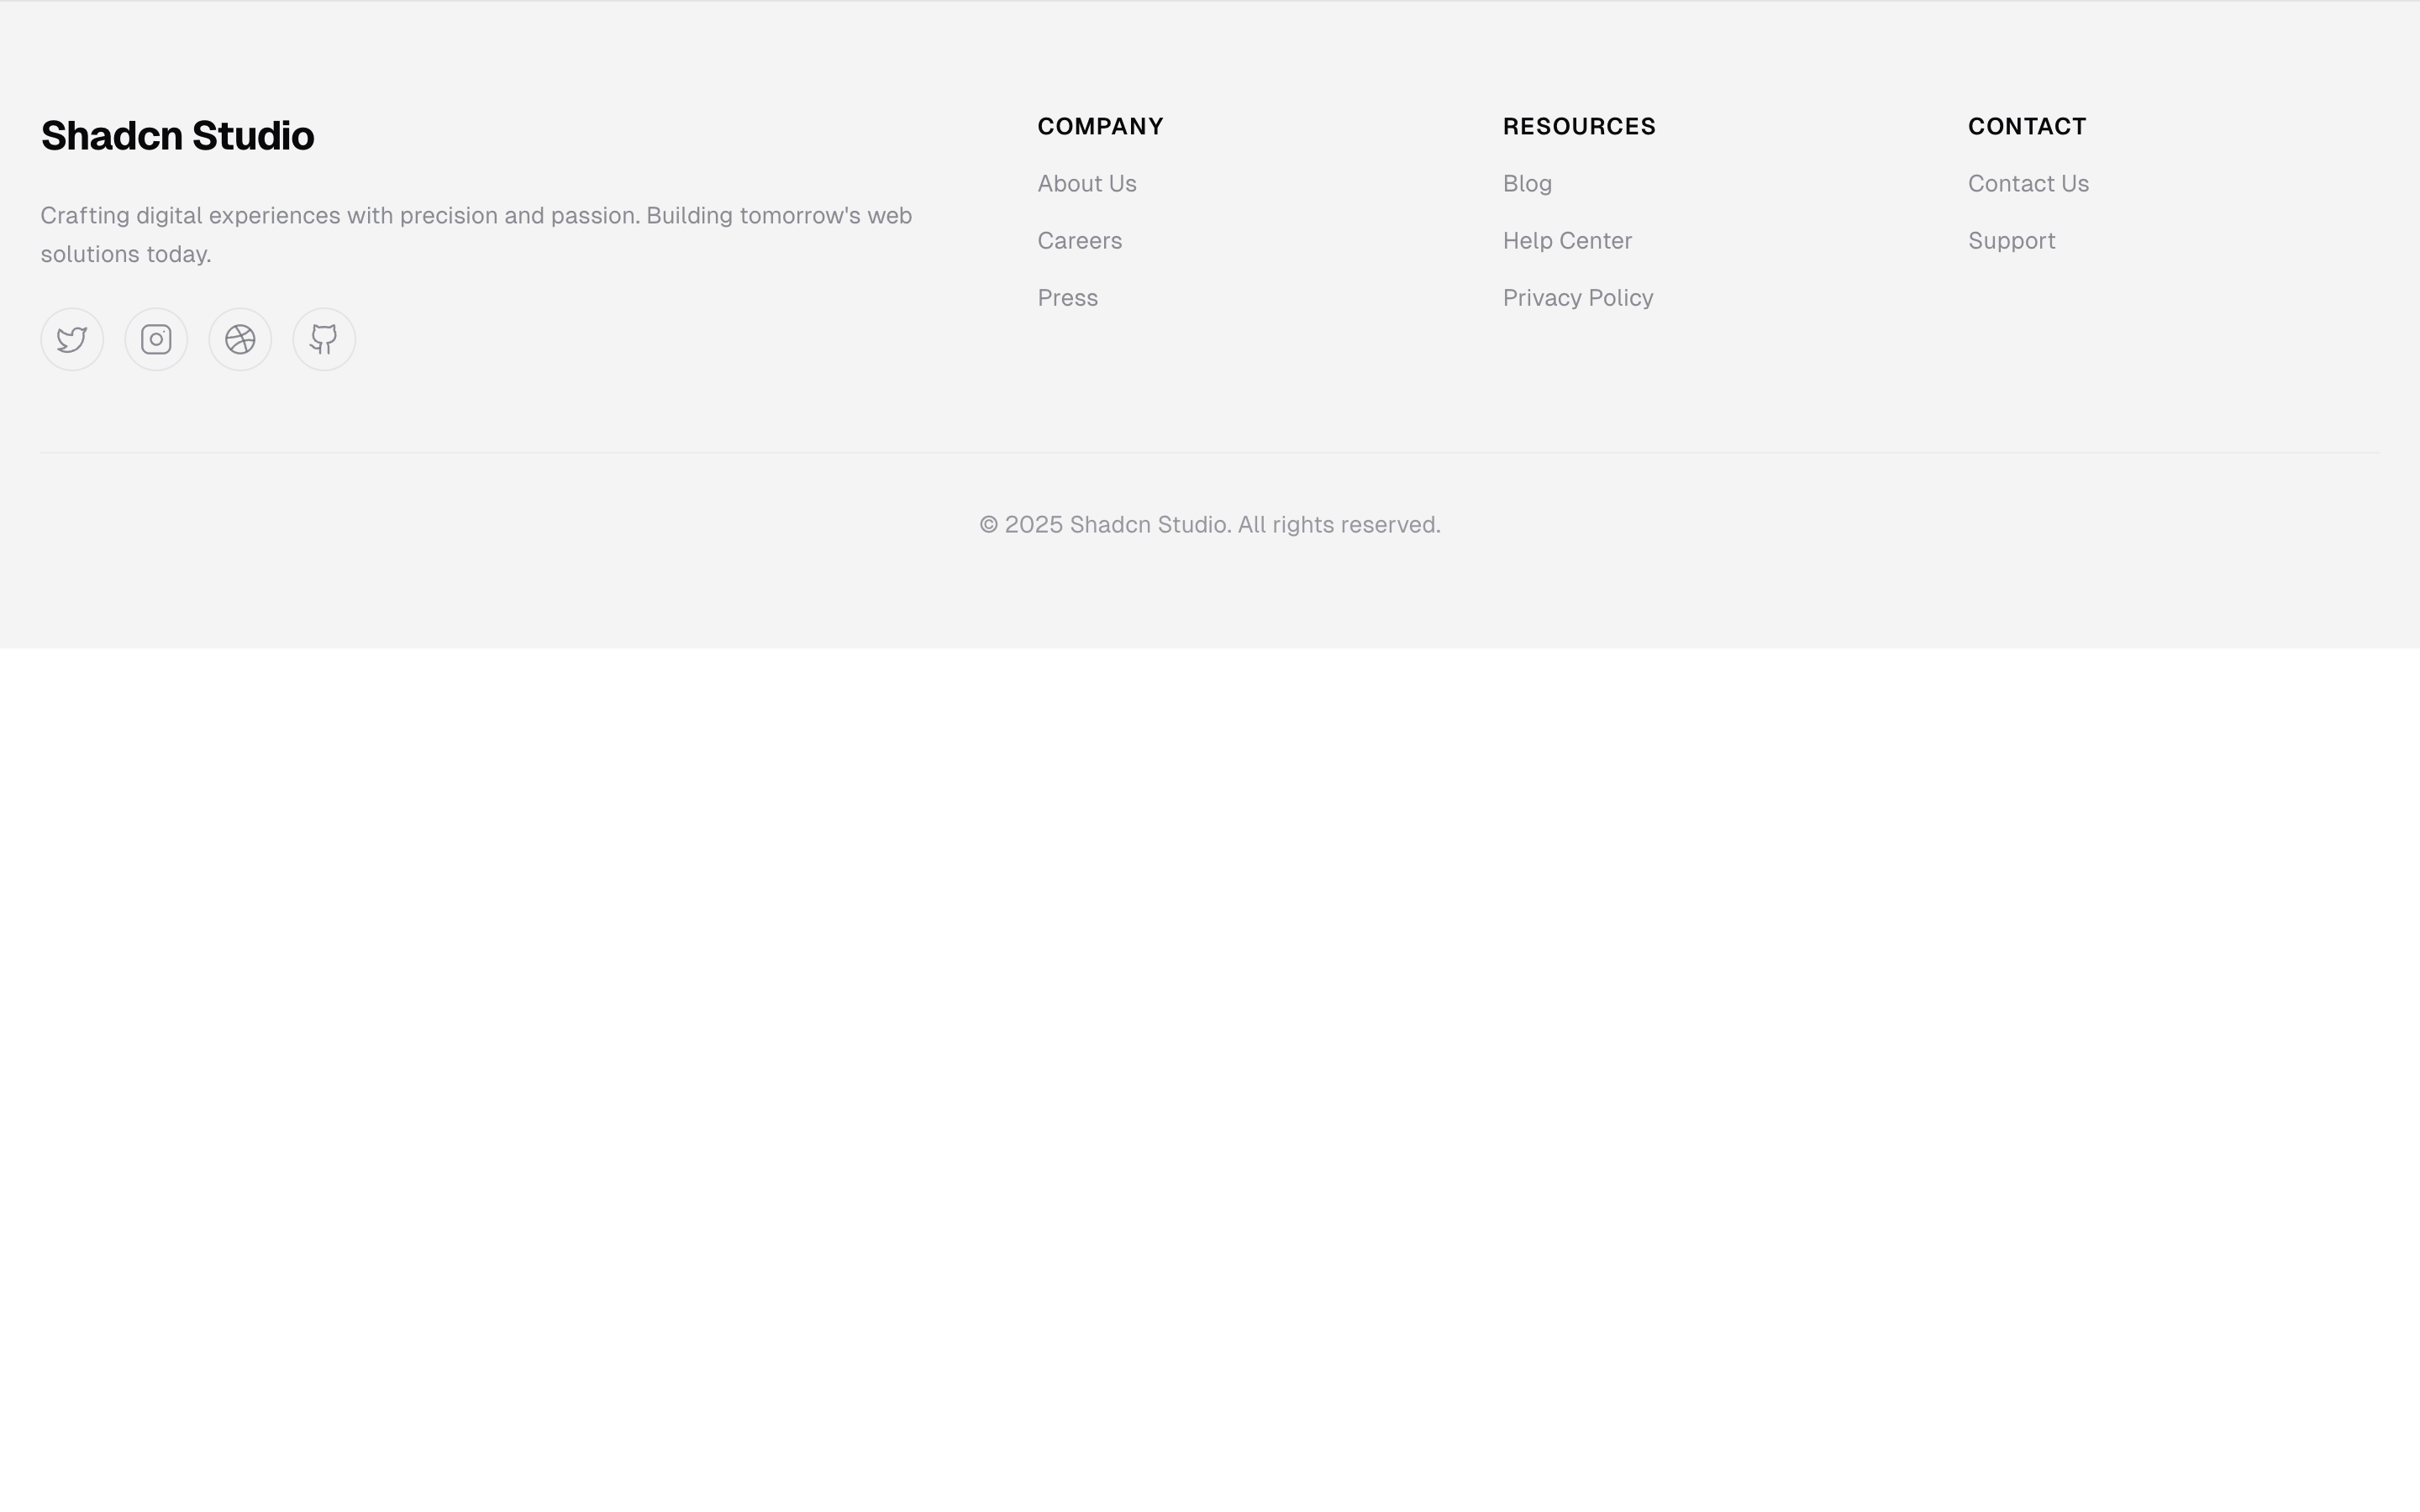 Shadcn Studio
Crafting digital experiences with precision and passion. Building tomorrow's web
solutions today.
COMPANY
About Us
Careers
Press
RESOURCES
Blog
Help Center
Privacy Policy
CONTACT
Contact Us
Support
© 2025 Shadcn Studio. All rights reserved.